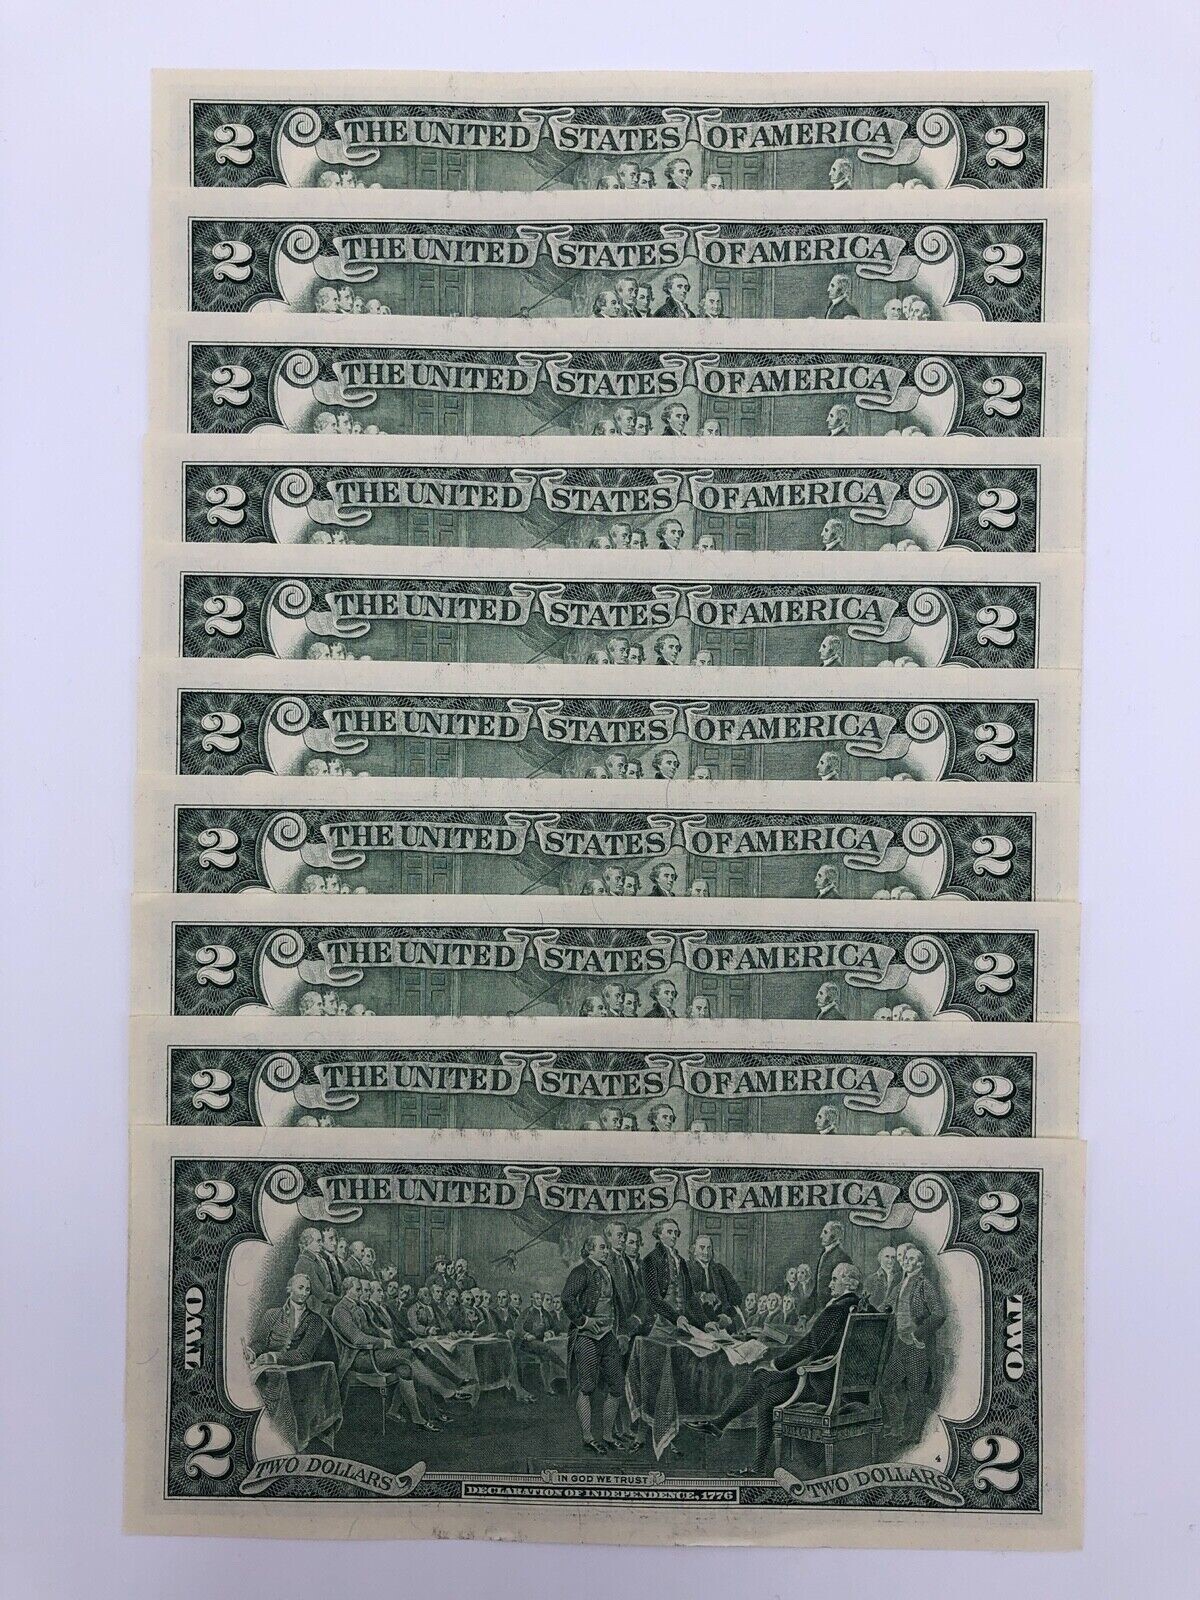 2 THE UNITED STATES OF AMERICA 2
2 THE UNITED STATES OF AMERICA 2
2 THE UNITED STATES OF AMERICA 2
2 THE UNITED STATES OF AMERICA 2
2 THE UNITED STATES OF AMERICA 2
2 THE UNITED STATES OF AMERICA 2
2 THE UNITED STATES OF AMERICA 2
2 THE UNITED STATES OF AMERICA 2
2 THE UNITED STATES OF AMERICA 2
2 THE UNITED STATES OF AMERICA 2
TWO TWO
2 2
4
TWO DOLLARS IN GOD WE TRUST TWO DOLLARS
DECLARATION OF INDEPENDENCE, 1776